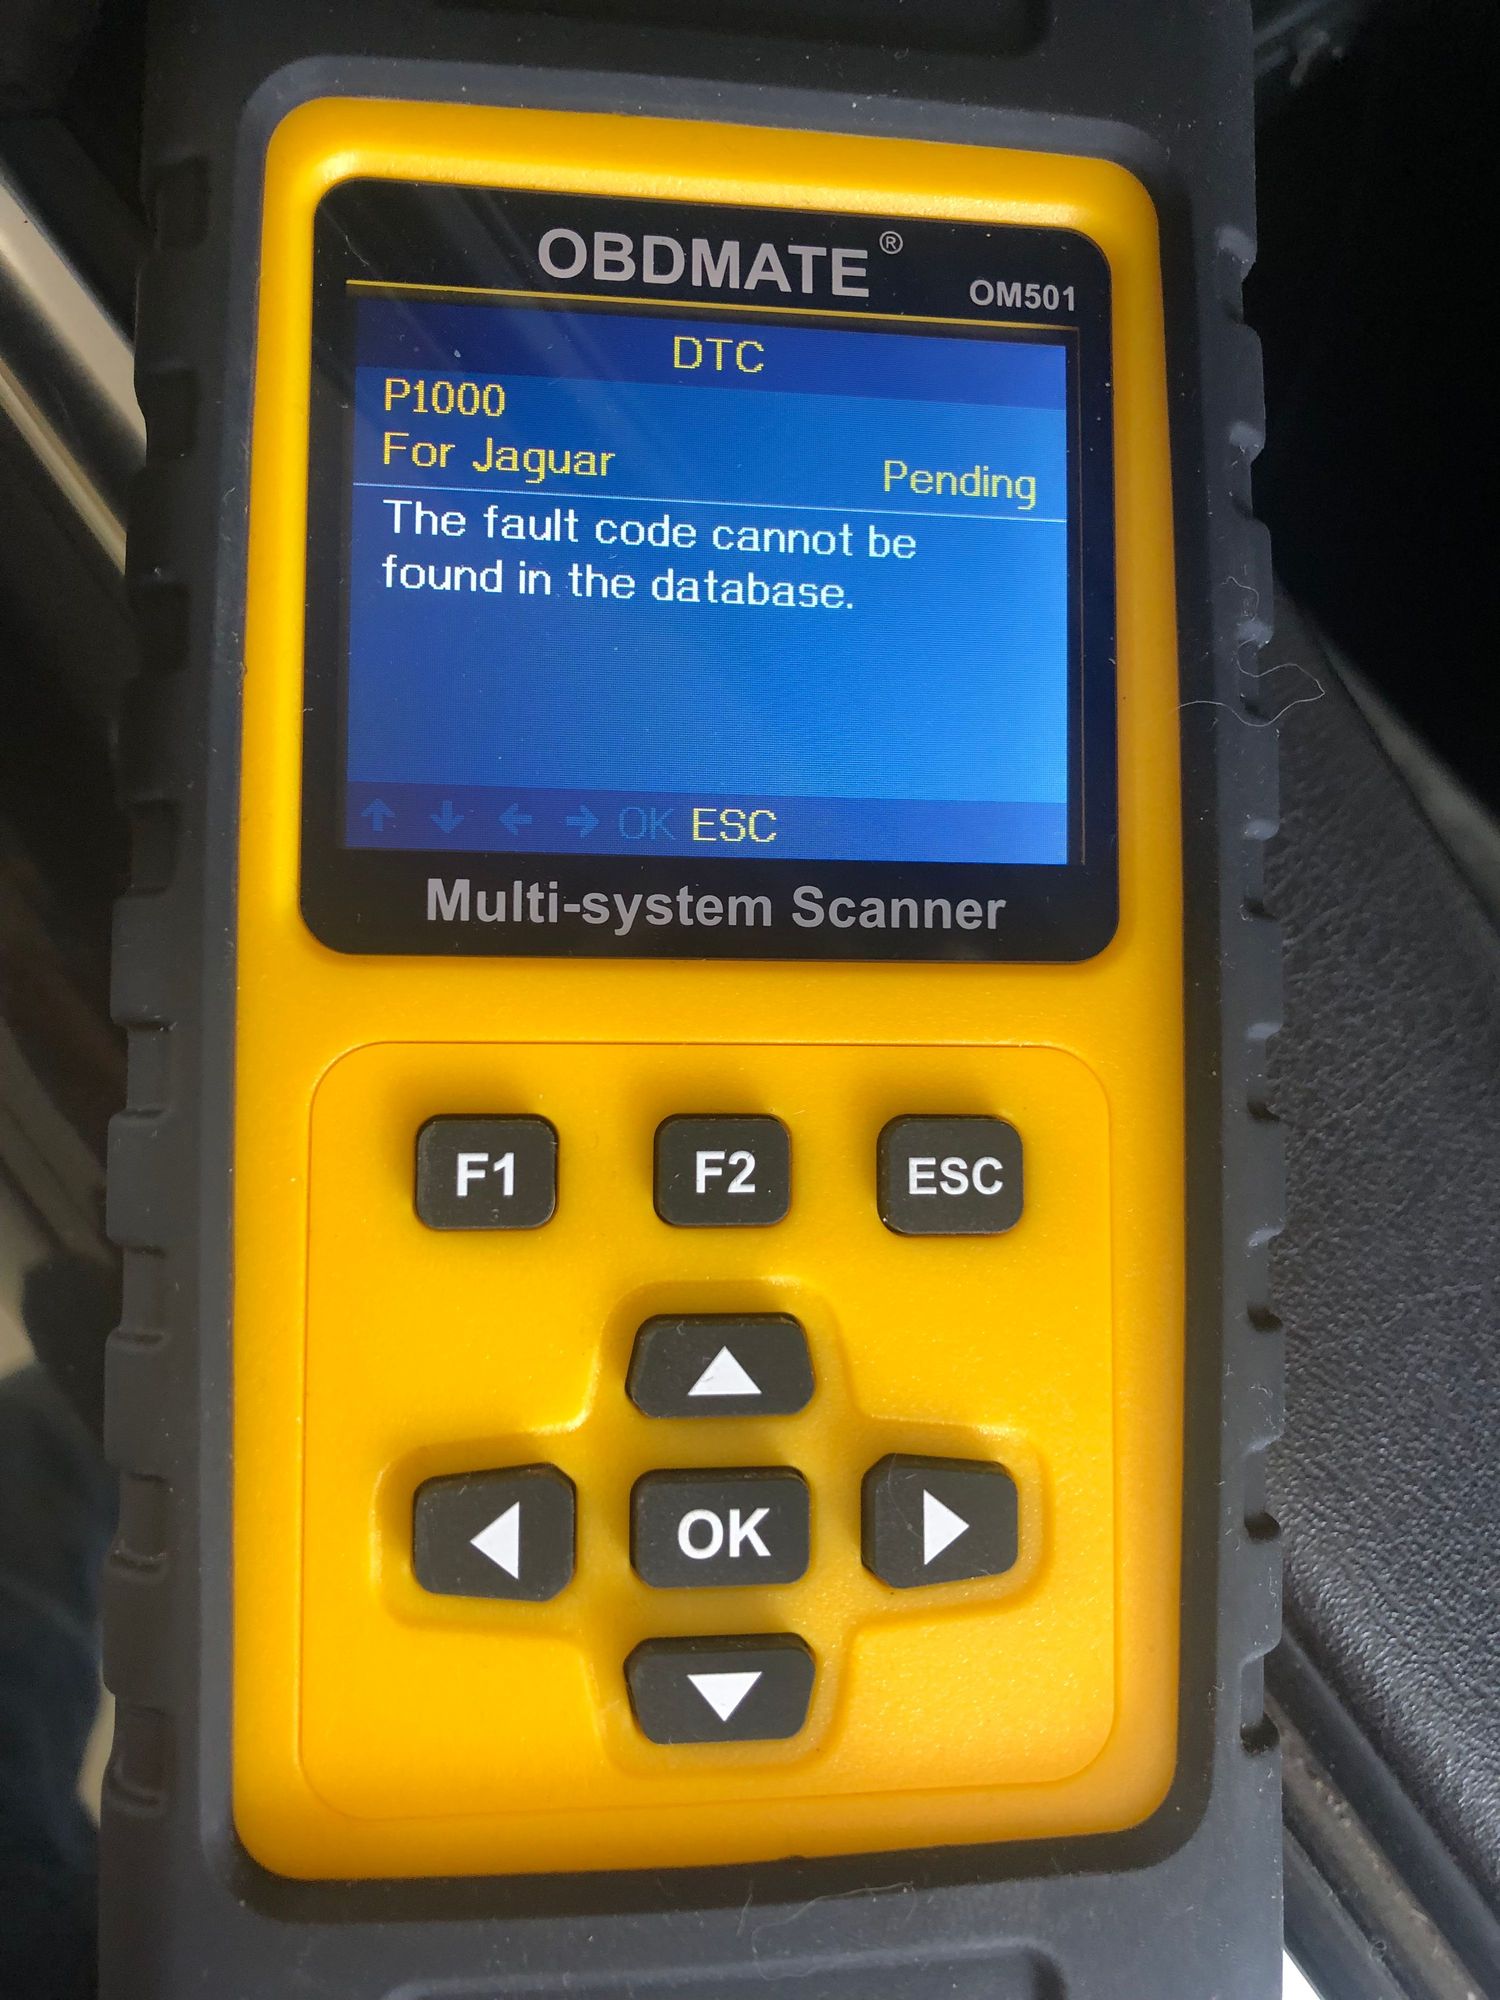 OBDMATE®
OM501
DTC
P1000
For Jaguar Pending
The fault code cannot be
found in the database.
OK ESC
Multi-system Scanner
F1 F2 ESC
OK